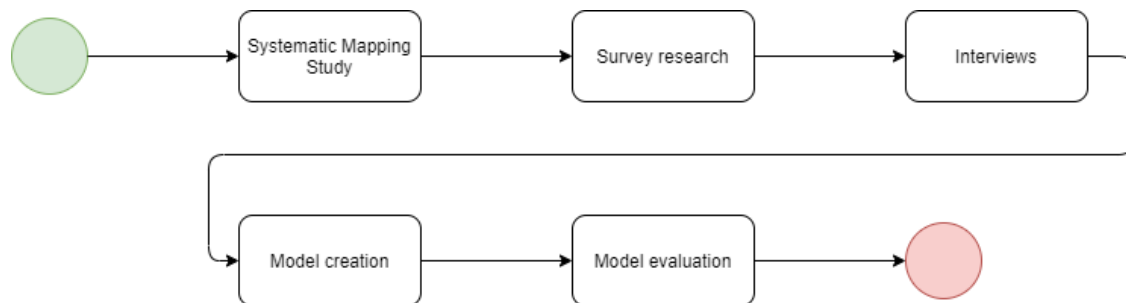 Systematic Mapping
Study
Survey research
Interviews
Model creation
Model evaluation